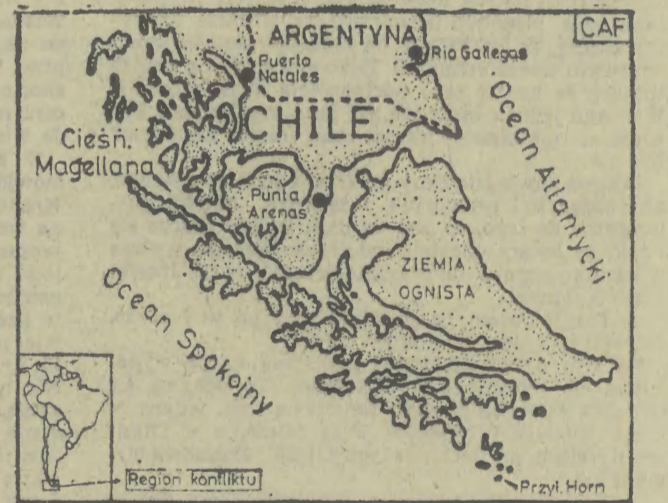 ARGENTYNA
CAF
Puerto
Natales
Rio Gallegas
CHILE
Ocean Atlantycki
Cieśn.
Magellana
Punta
Arenas
ZIEMIA
OGNISTA
Ocean Spokojny
Region konfliktu
Przyl. Horn